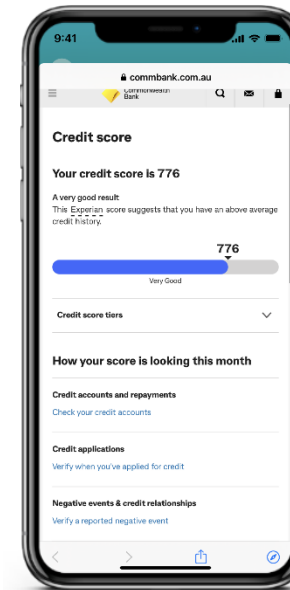 9:41
commbank.com.au
Commonwealth
Bank
Credit score
Your credit score is 776
A very good result
This Experian score suggests that you have an above average
credit history.
776
Very Good
Credit score tiers
How your score is looking this month
Credit accounts and repayments
Check your credit accounts
Credit applications
Verify when you've applied for credit
Negative events & credit relationships
Verify a reported negative event